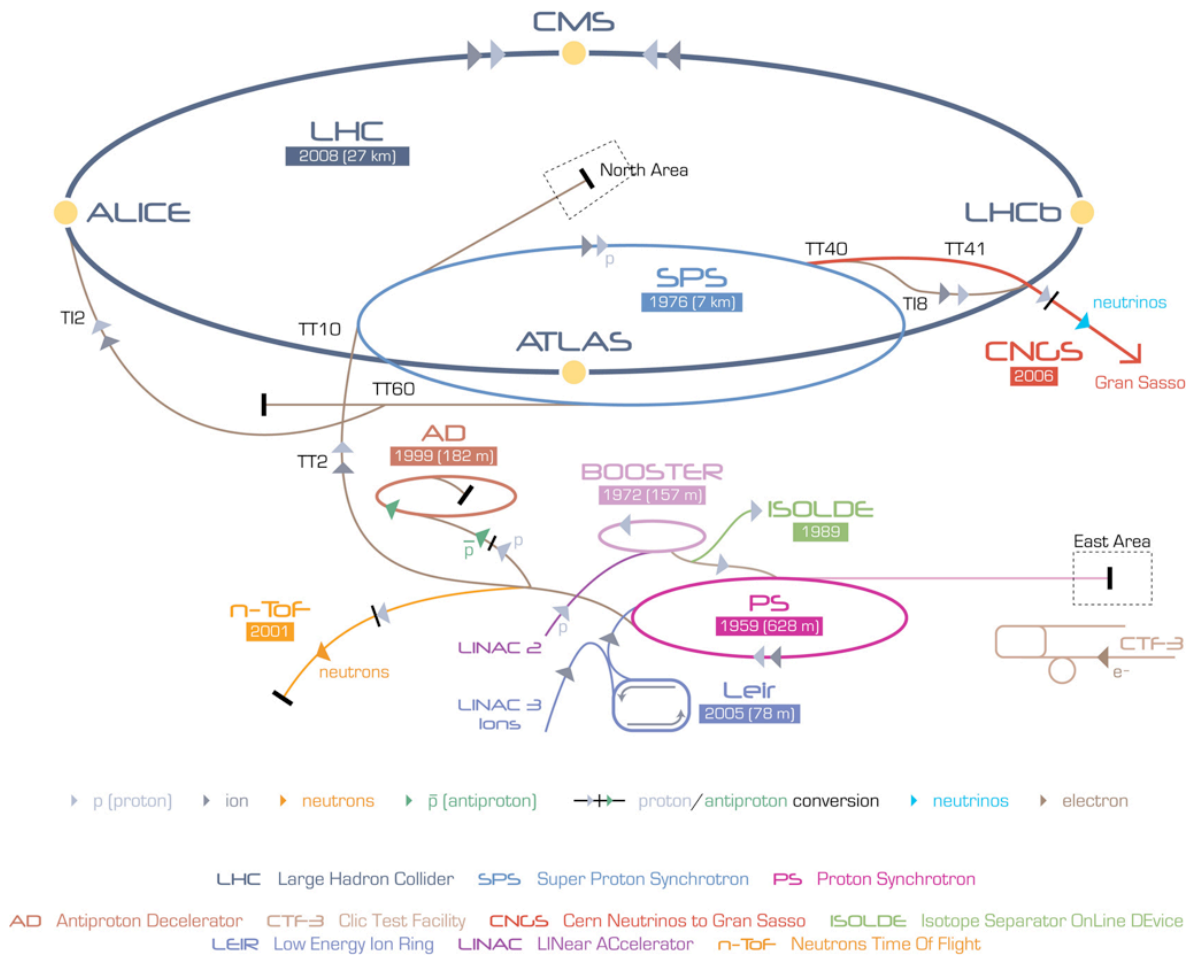 CMS
LHC
2008 (27 km)
North Area
ALICE
LHCb
TT40
TT41
p
SPS
1976 (7 km)
TI8
neutrinos
TI2
TT10
ATLAS
CNGS
2006
Gran Sasso
TT60
AD
1999 (182 m)
TT2
BOOSTER
1972 (157 m)
ISOLDE
1989
p̄
p
East Area
n-ToF
2001
neutrons
p
LINAC 2
PS
1959 (628 m)
CTF-3
e-
LINAC 3
Ions
Leir
2005 (78 m)
p (proton) ion neutrons p̄ (antiproton) proton/antiproton conversion neutrinos electron
LHC Large Hadron Collider SPS Super Proton Synchrotron PS Proton Synchrotron
AD Antiproton Decelerator CTF-3 Clic Test Facility CNGS Cern Neutrinos to Gran Sasso ISOLDE Isotope Separator OnLine DEvice
LEIR Low Energy Ion Ring LINAC LINear ACcelerator n-ToF Neutrons Time Of Flight